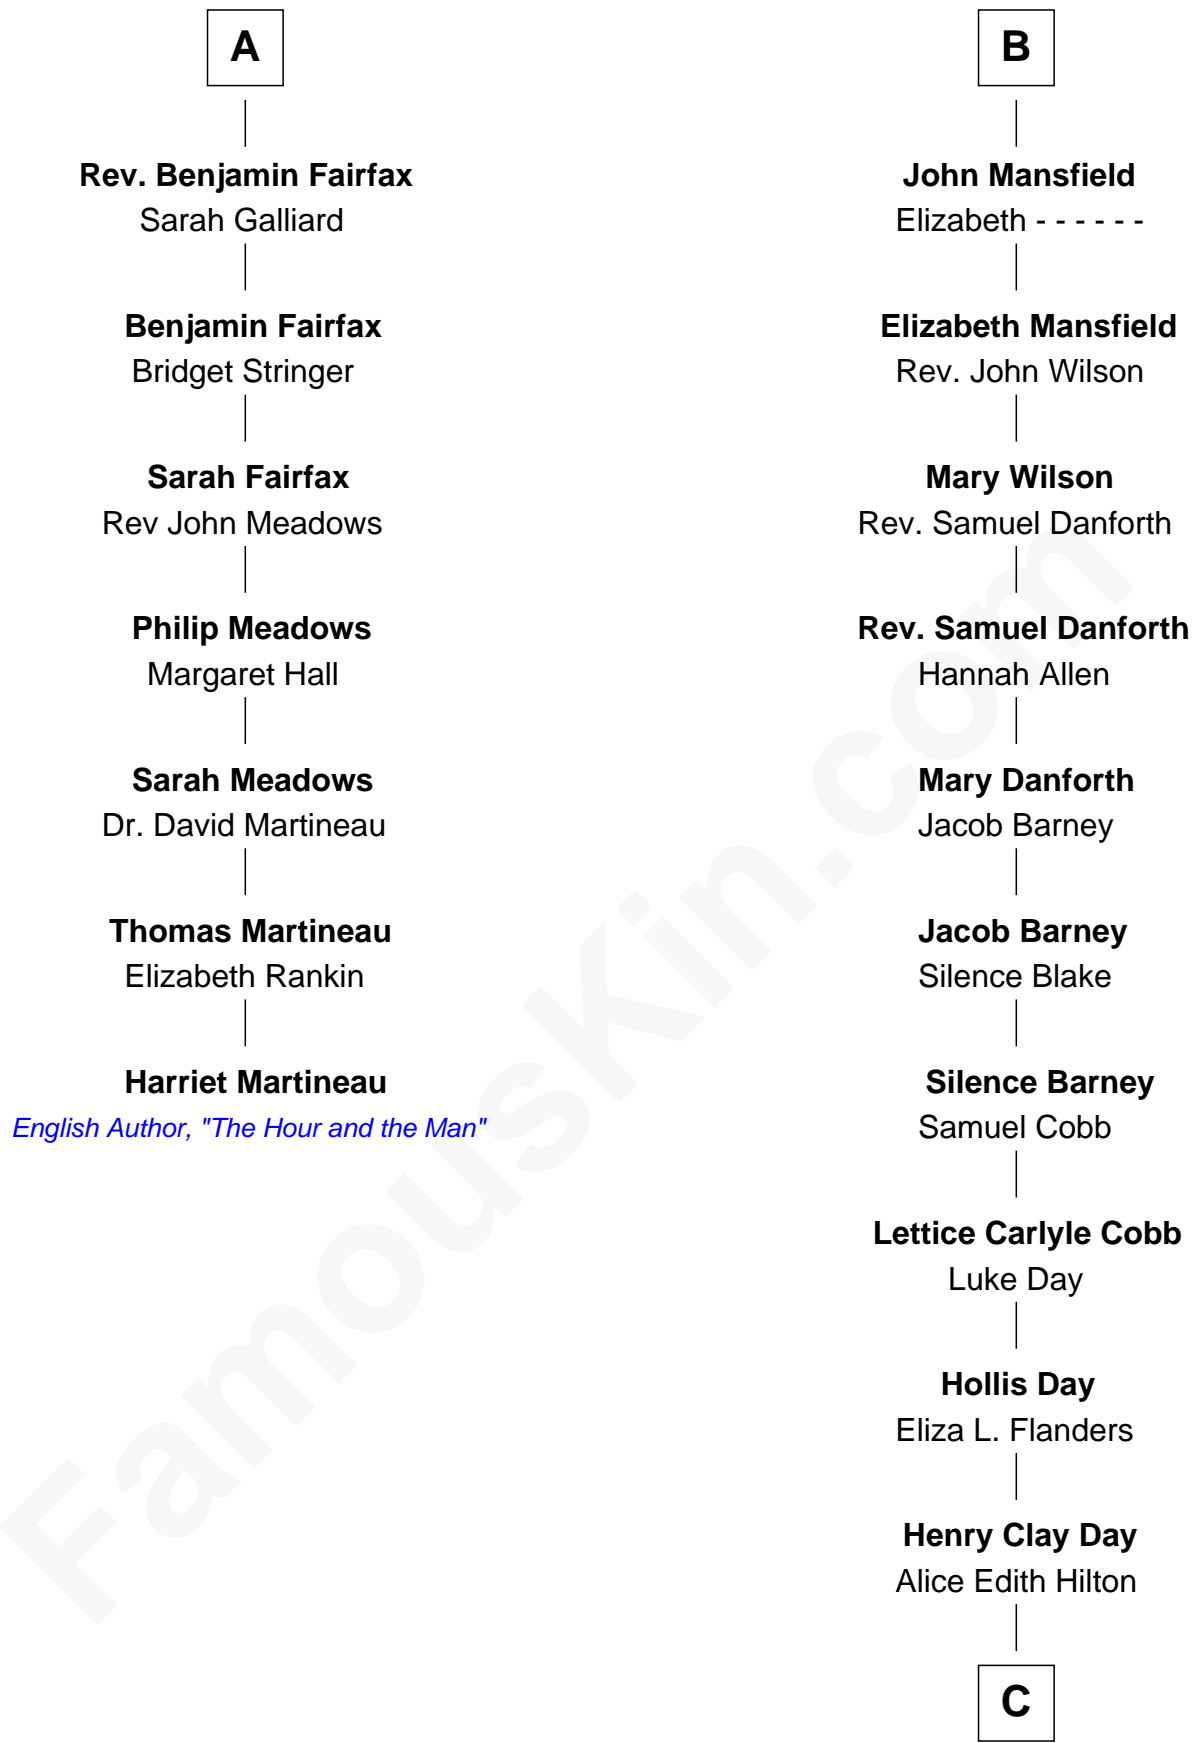 A
Rev. Benjamin Fairfax
Sarah Galliard
Benjamin Fairfax
Bridget Stringer
Sarah Fairfax
Rev John Meadows
Philip Meadows
Margaret Hall
Sarah Meadows
Dr. David Martineau
Thomas Martineau
Elizabeth Rankin
Harriet Martineau
English Author, "The Hour and the Man"
B
John Mansfield
Elizabeth - - - - - -
Elizabeth Mansfield
Rev. John Wilson
Mary Wilson
Rev. Samuel Danforth
Rev. Samuel Danforth
Hannah Allen
Mary Danforth
Jacob Barney
Jacob Barney
Silence Blake
Silence Barney
Samuel Cobb
Lettice Carlyle Cobb
Luke Day
Hollis Day
Eliza L. Flanders
Henry Clay Day
Alice Edith Hilton
C
FamousKin.com